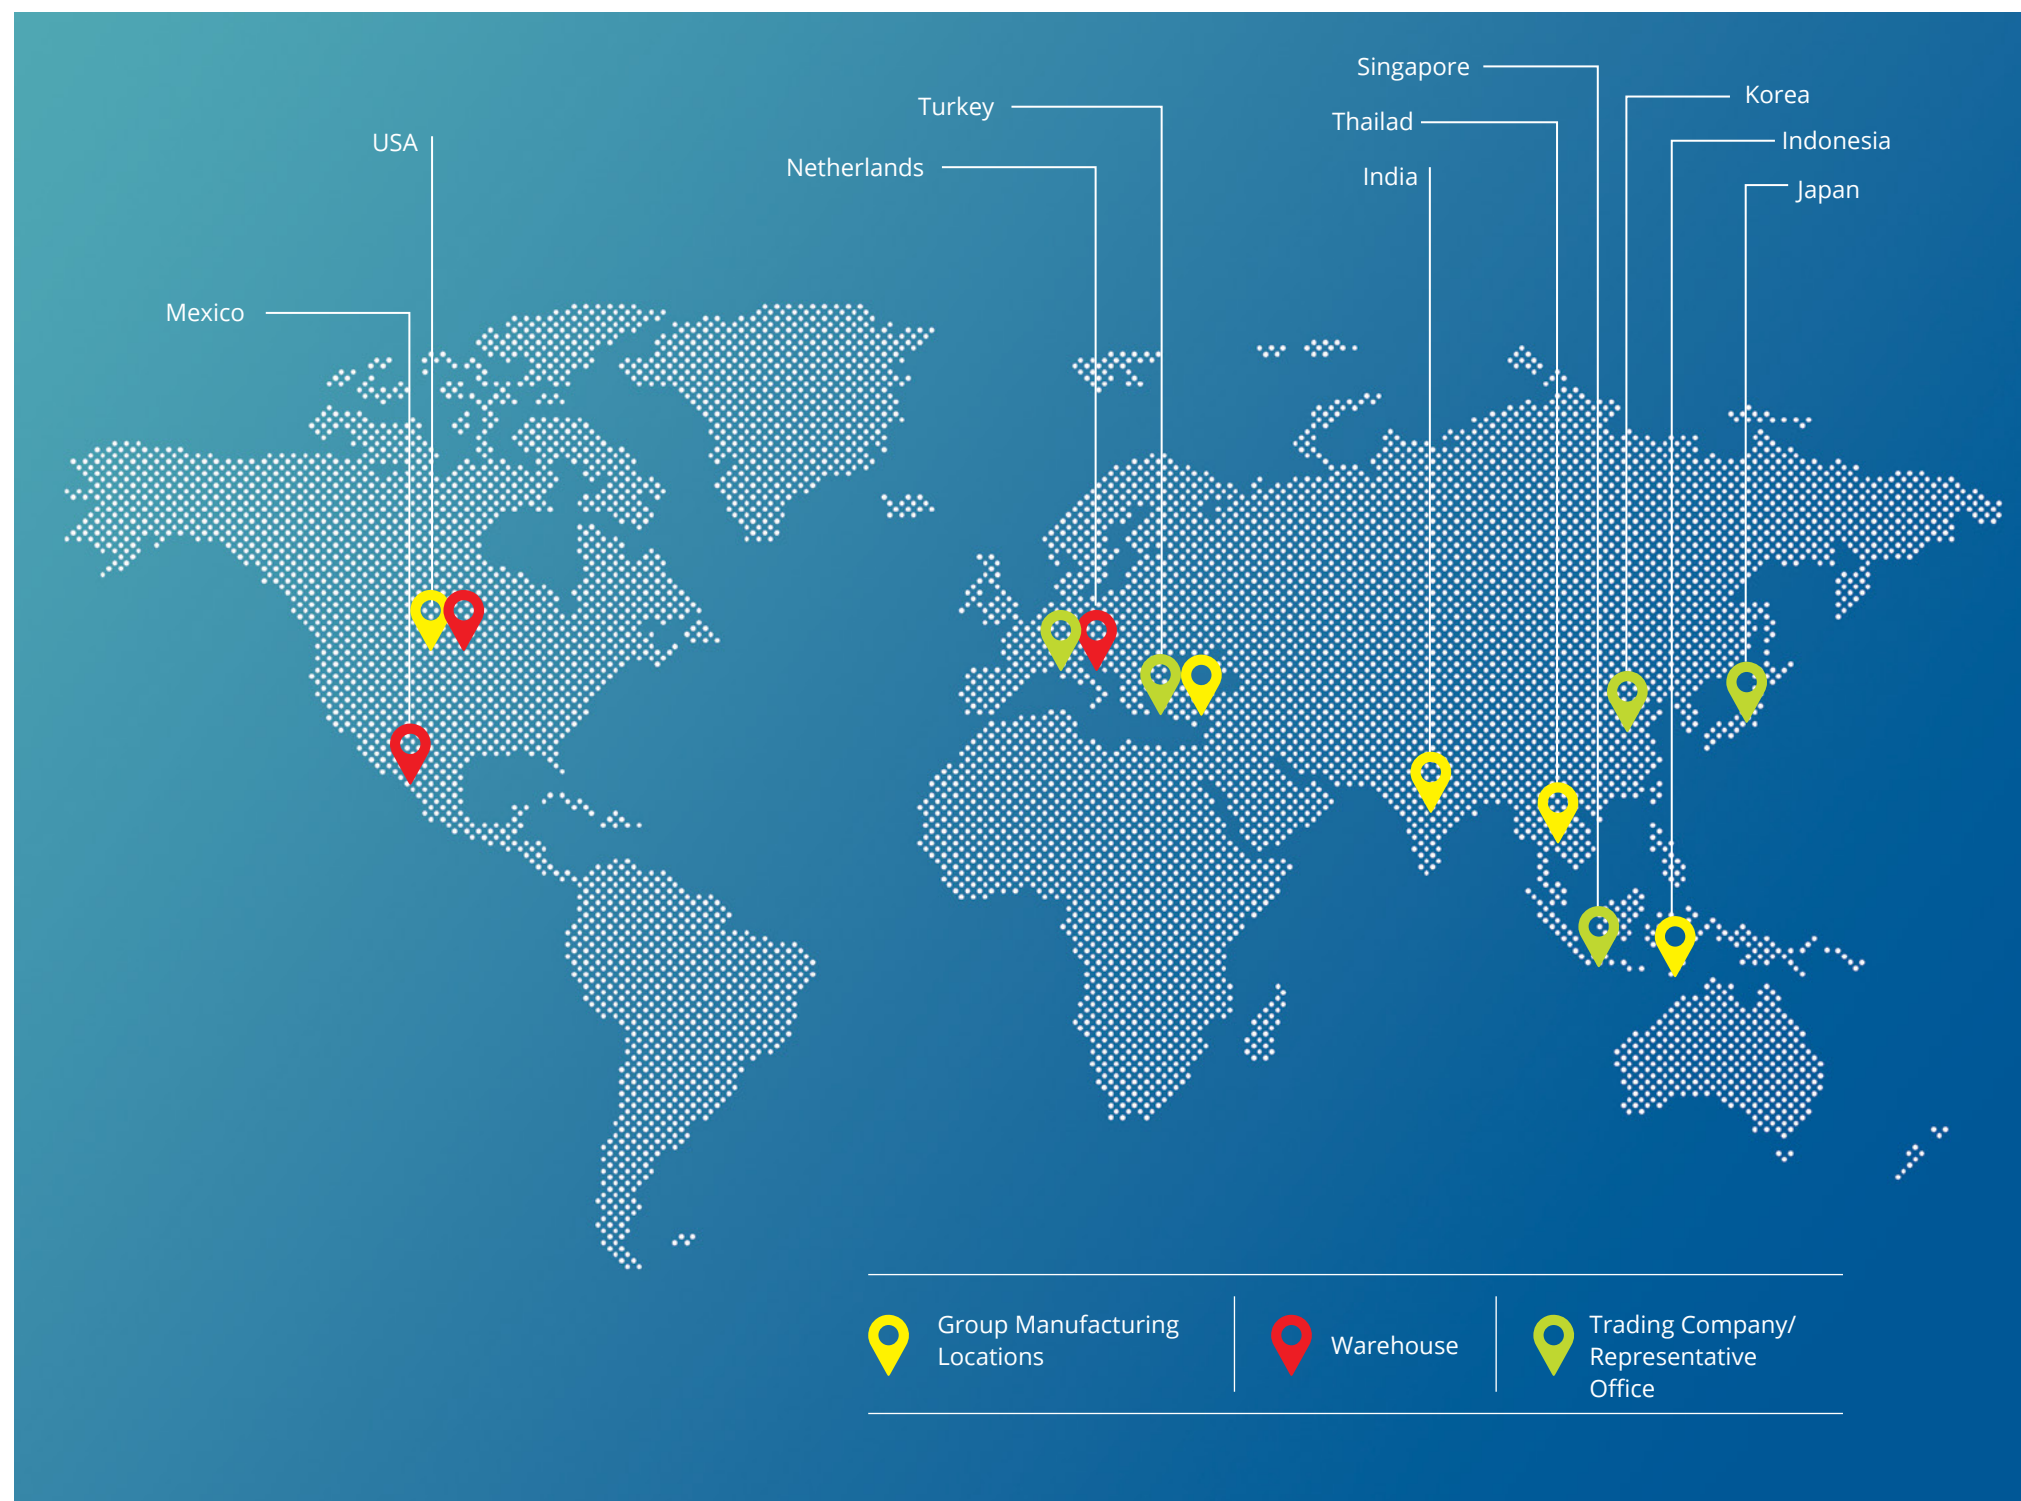 Singapore
Korea
Turkey
Thailad
USA
Indonesia
Netherlands
India
Japan
Mexico
Group Manufacturing
Locations
Warehouse
Trading Company/
Representative
Office